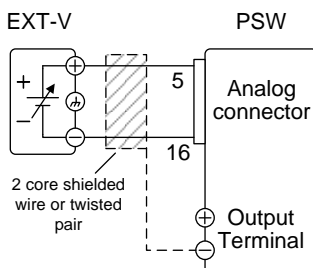 EXT-V
PSW
+
−
+
−
5
16
Analog
connector
2 core shielded
wire or twisted
pair
+
−
Output
Terminal